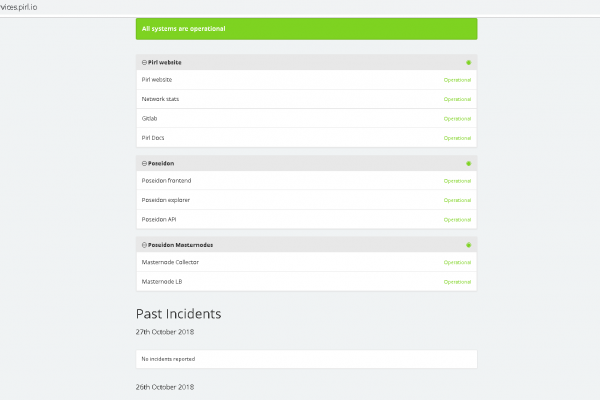 rvices.pirl.io
All systems are operational
Pirl website
Pirl website Operational
Network stats Operational
Gitlab Operational
Pirl Docs Operational
Poseidon
Poseidon frontend Operational
Poseidon explorer Operational
Poseidon API Operational
Poseidon Masternodes
Masternode Collector Operational
Masternode LB Operational
Past Incidents
27th October 2018
No incidents reported
26th October 2018